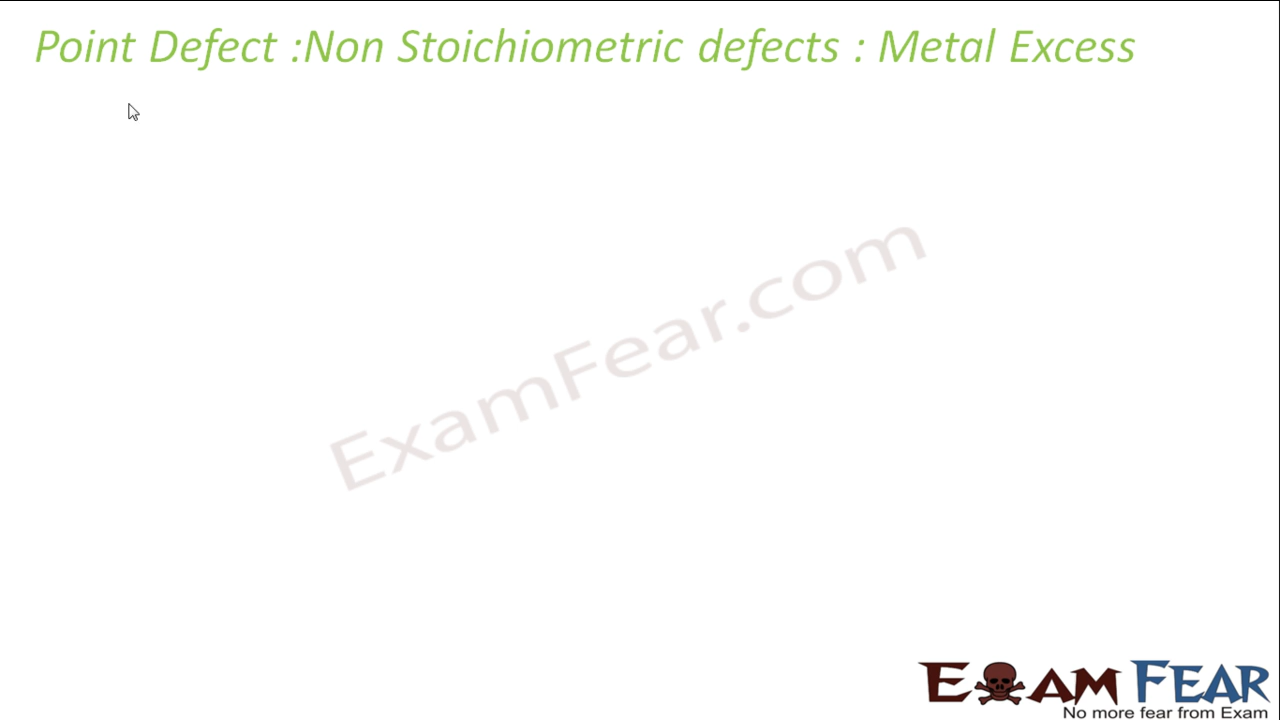 Point Defect :Non Stoichiometric defects : Metal Excess
ExamFear.com
EXAM FEAR
No more fear from Exam